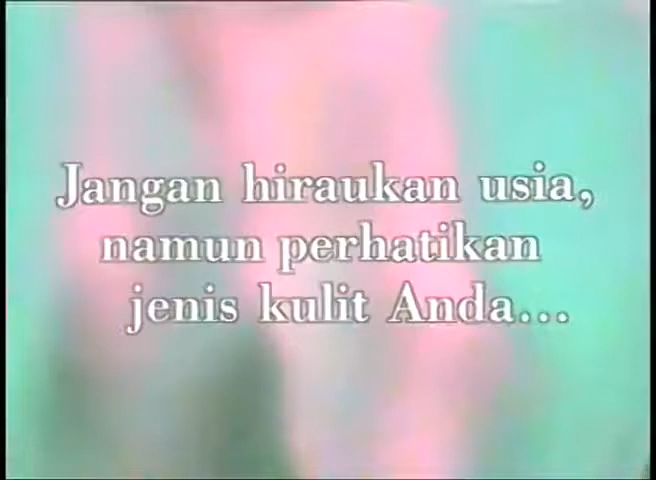 Jangan hiraukan usia,
namun perhatikan
jenis kulit Anda...